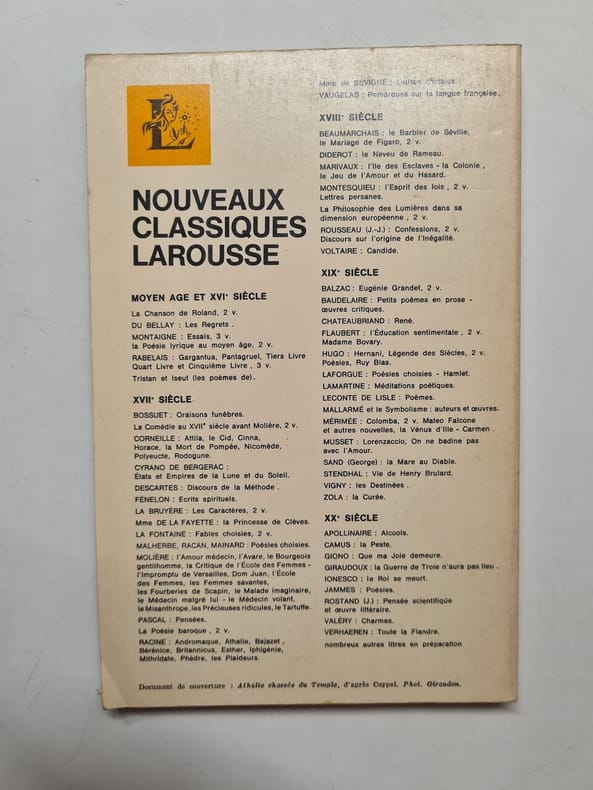 L
NOUVEAUX
CLASSIQUES
LAROUSSE
MOYEN AGE ET XVIe SIÈCLE
La Chanson de Roland, 2 v.
DU BELLAY : Les Regrets .
MONTAIGNE : Essais, 3 v.
la Poésie lyrique au moyen âge, 2 v.
RABELAIS : Gargantua, Pantagruel, Tiers Livre
Quart Livre et Cinquième Livre , 3 v.
Tristan et Iseut (les poèmes de).
XVIIe SIÈCLE
BOSSUET : Oraisons funèbres.
La Comédie au XVIIe siècle avant Molière, 2 v.
CORNEILLE : Attila, le Cid, Cinna,
Horace, la Mort de Pompée, Nicomède,
Polyeucte, Rodogune.
CYRANO DE BERGERAC :
États et Empires de la Lune et du Soleil.
DESCARTES : Discours de la Méthode .
FÉNELON : Ecrits spirituels.
LA BRUYÈRE : Les Caractères, 2 v.
Mme DE LA FAYETTE : la Princesse de Clèves.
LA FONTAINE : Fables choisies, 2 v.
MALHERBE, RACAN, MAINARD : Poésies choisies.
MOLIÈRE : l'Amour médecin, l'Avare, le Bourgeois
gentilhomme, la Critique de l'École des Femmes -
l'Impromptu de Versailles, Dom Juan, l'École
des Femmes, les Femmes savantes,
les Fourberies de Scapin, le Malade imaginaire,
le Médecin malgré lui - le Médecin volant,
le Misanthrope, les Précieuses ridicules, le Tartuffe.
PASCAL : Pensées.
La Poésie baroque , 2 v.
RACINE : Andromaque, Athalie, Bajazet ,
Bérénice, Britannicus, Esther, Iphigénie,
Mithridate, Phèdre, les Plaideurs.
Mme de SÉVIGNÉ : Lettres choisies.
VAUGELAS : Remarques sur la langue française.
XVIIIe SIÈCLE
BEAUMARCHAIS : le Barbier de Séville,
le Mariage de Figaro, 2 v.
DIDEROT : le Neveu de Rameau.
MARIVAUX : l'Ile des Esclaves - la Colonie ,
le Jeu de l'Amour et du Hasard.
MONTESQUIEU : l'Esprit des lois , 2 v.
Lettres persanes.
La Philosophie des Lumières dans sa
dimension européenne , 2 v.
ROUSSEAU (J.-J.) : Confessions, 2 v.
Discours sur l'origine de l'Inégalité.
VOLTAIRE : Candide.
XIXe SIÈCLE
BALZAC : Eugénie Grandet, 2 v.
BAUDELAIRE : Petits poèmes en prose -
œuvres critiques.
CHATEAUBRIAND : René.
FLAUBERT : l'Éducation sentimentale , 2 v.
Madame Bovary.
HUGO : Hernani, Légende des Siècles, 2 v.
Poésies, Ruy Blas.
LAFORGUE : Poésies choisies - Hamlet.
LAMARTINE : Méditations poétiques.
LECONTE DE LISLE : Poèmes.
MALLARMÉ et le Symbolisme : auteurs et œuvres.
MÉRIMÉE : Colomba, 2 v. Mateo Falcone
et autres nouvelles, la Vénus d'Ille - Carmen .
MUSSET : Lorenzaccio, On ne badine pas
avec l'Amour.
SAND (George) : la Mare au Diable.
STENDHAL : Vie de Henry Brulard.
VIGNY : les Destinées .
ZOLA : la Curée.
XXe SIÈCLE
APOLLINAIRE : Alcools.
CAMUS : la Peste.
GIONO : Que ma Joie demeure.
GIRAUDOUX : la Guerre de Troie n'aura pas lieu .
IONESCO : le Roi se meurt.
JAMMES : Poésies.
ROSTAND (J.) : Pensée scientifique
et œuvre littéraire.
VALÉRY : Charmes.
VERHAEREN : Toute la Flandre.
nombreux autres titres en préparation
Document de couverture : Athalie chassée du Temple, d'après Coypel. Phot. Giraudon.